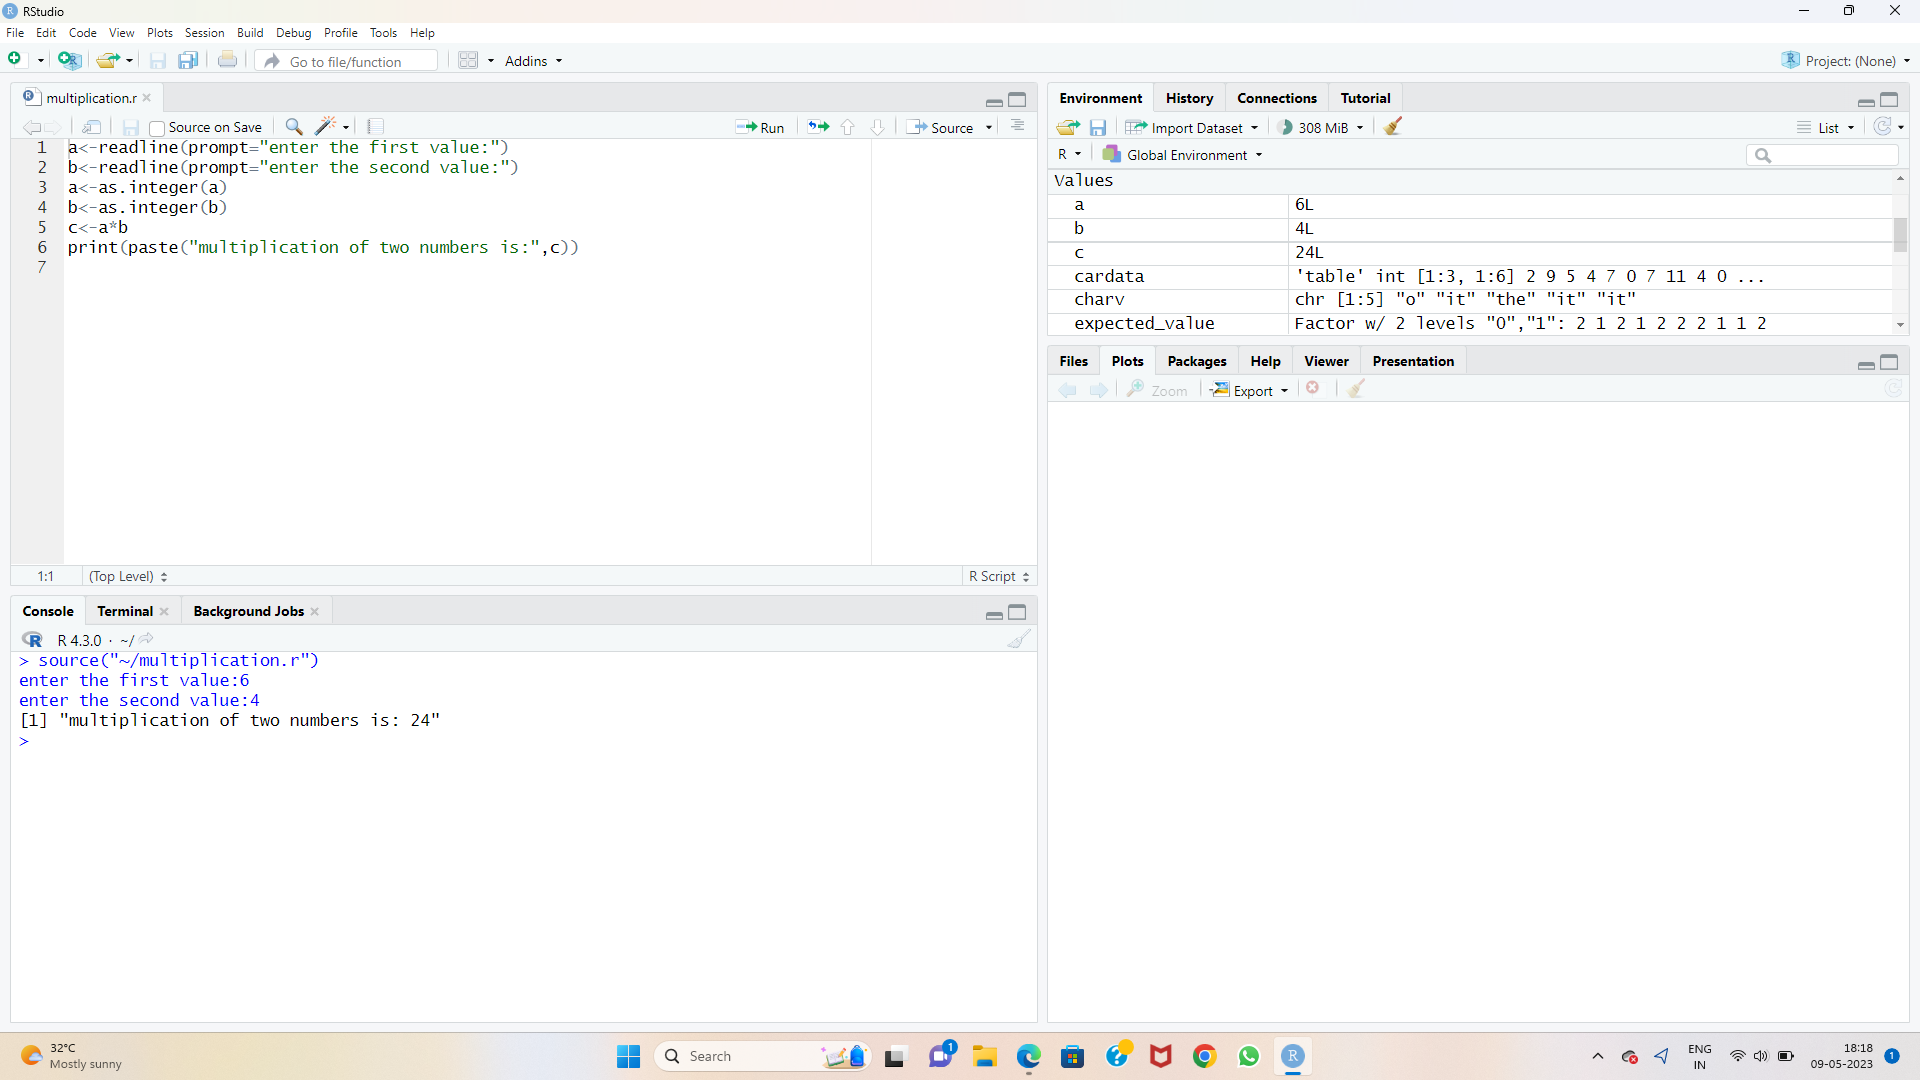 RStudio
File Edit Code View Plots Session Build Debug Profile Tools Help
Go to file/function Addins Project: (None)
multiplication.r
Source on Save Run Source
1 a<-readline(prompt="enter the first value:")
2 b<-readline(prompt="enter the second value:")
3 a<-as.integer(a)
4 b<-as.integer(b)
5 c<-a*b
6 print(paste("multiplication of two numbers is:",c))
7
1:1 (Top Level) R Script
Console Terminal Background Jobs
R 4.3.0 · ~/
> source("~/multiplication.r")
enter the first value:6
enter the second value:4
[1] "multiplication of two numbers is: 24"
>
Environment History Connections Tutorial
Import Dataset 308 MiB List
R Global Environment
Values
a 6L
b 4L
c 24L
cardata 'table' int [1:3, 1:6] 2 9 5 4 7 0 7 11 4 0 ...
charv chr [1:5] "o" "it" "the" "it" "it"
expected_value Factor w/ 2 levels "0","1": 2 1 2 1 2 2 2 1 1 2
Files Plots Packages Help Viewer Presentation
Zoom Export
32°C
Mostly sunny
Search
1
ENG
IN
18:18
09-05-2023
1